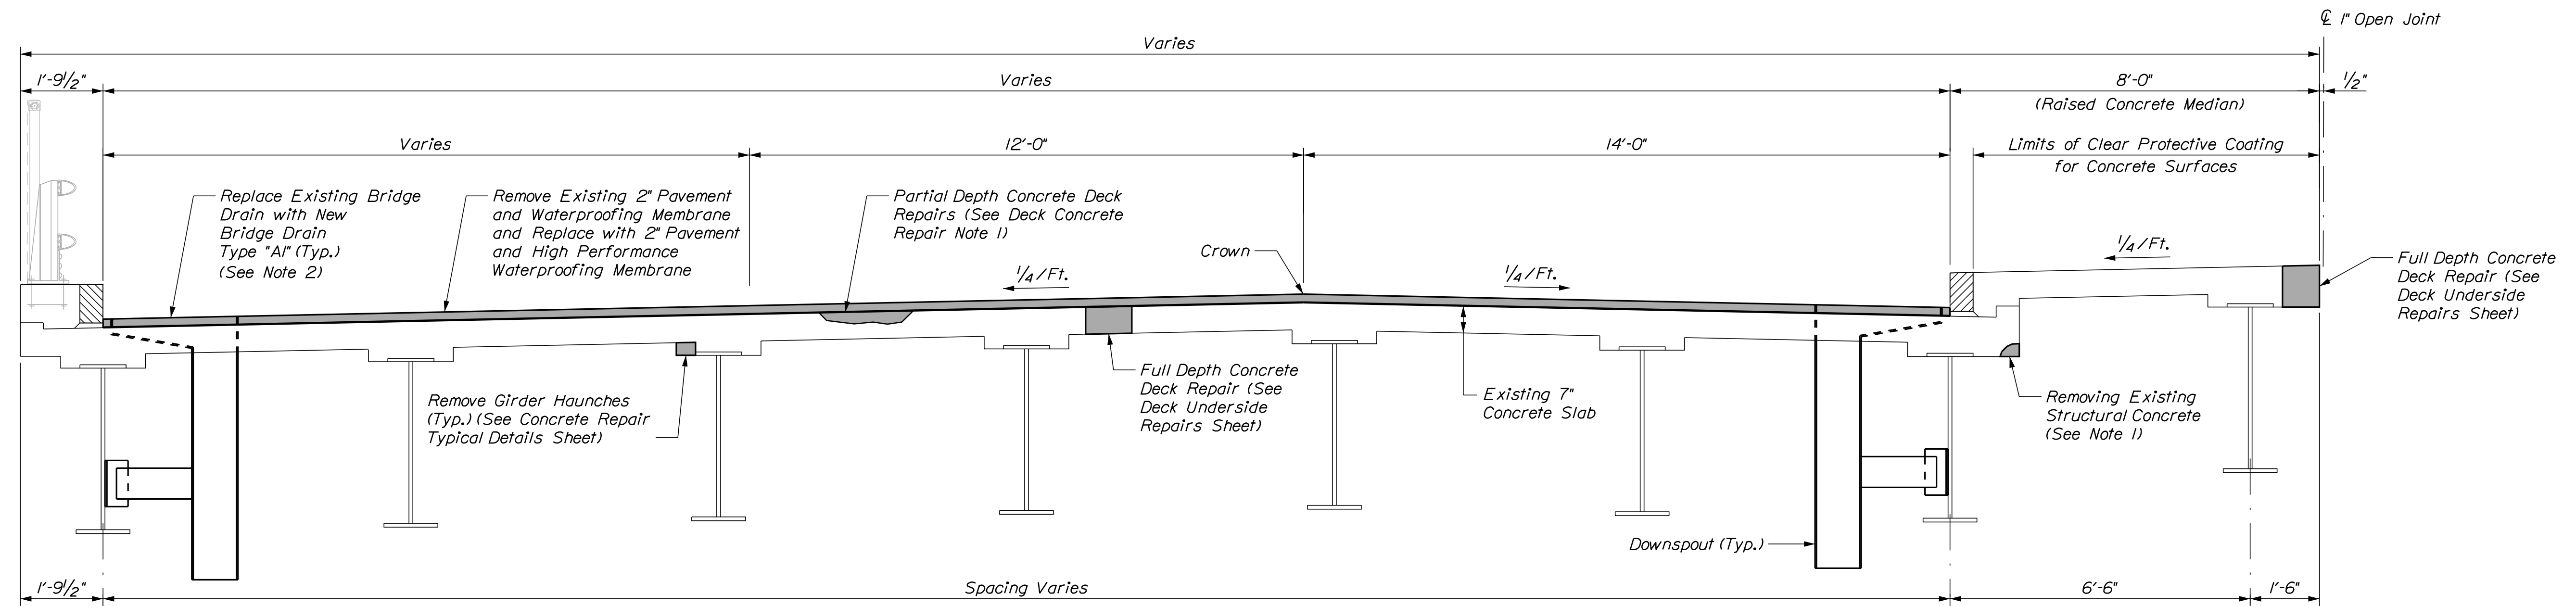 ℄ 1" Open Joint
Varies
1'-9½"
Varies
8'-0"
½"
(Raised Concrete Median)
Varies
12'-0"
14'-0"
Limits of Clear Protective Coating
for Concrete Surfaces
Replace Existing Bridge
Drain with New
Bridge Drain
Type "A1" (Typ.)
(See Note 2)
Remove Existing 2" Pavement
and Waterproofing Membrane
and Replace with 2" Pavement
and High Performance
Waterproofing Membrane
Partial Depth Concrete Deck
Repairs (See Deck Concrete
Repair Note 1)
Crown
¼/Ft.
¼/Ft.
¼/Ft.
Full Depth Concrete
Deck Repair (See
Deck Underside
Repairs Sheet)
Remove Girder Haunches
(Typ.) (See Concrete Repair
Typical Details Sheet)
Full Depth Concrete
Deck Repair (See
Deck Underside
Repairs Sheet)
Existing 7"
Concrete Slab
Removing Existing
Structural Concrete
(See Note 1)
Downspout (Typ.)
1'-9½"
Spacing Varies
6'-6"
1'-6"